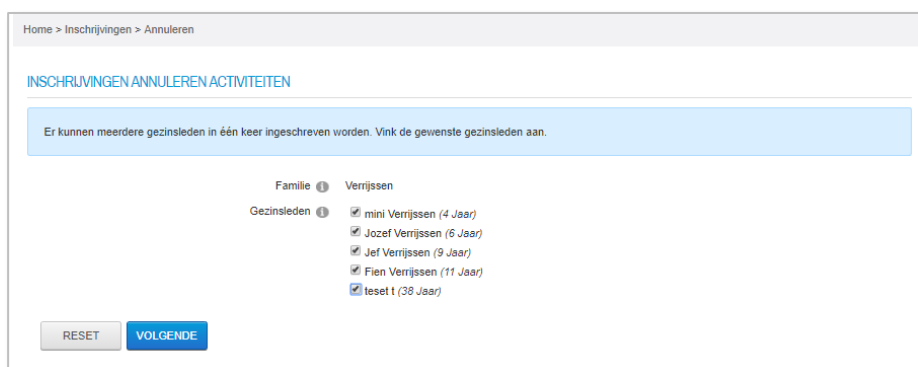 Home > Inschrijvingen > Annuleren
INSCHRIJVINGEN ANNULEREN ACTIVITEITEN
Er kunnen meerdere gezinsleden in één keer ingeschreven worden. Vink de gewenste gezinsleden aan.
Familie Verrijssen
Gezinsleden mini Verrijssen (4 Jaar)
Jozef Verrijssen (6 Jaar)
Jef Verrijssen (9 Jaar)
Fien Verrijssen (11 Jaar)
teset t (38 Jaar)
RESET VOLGENDE